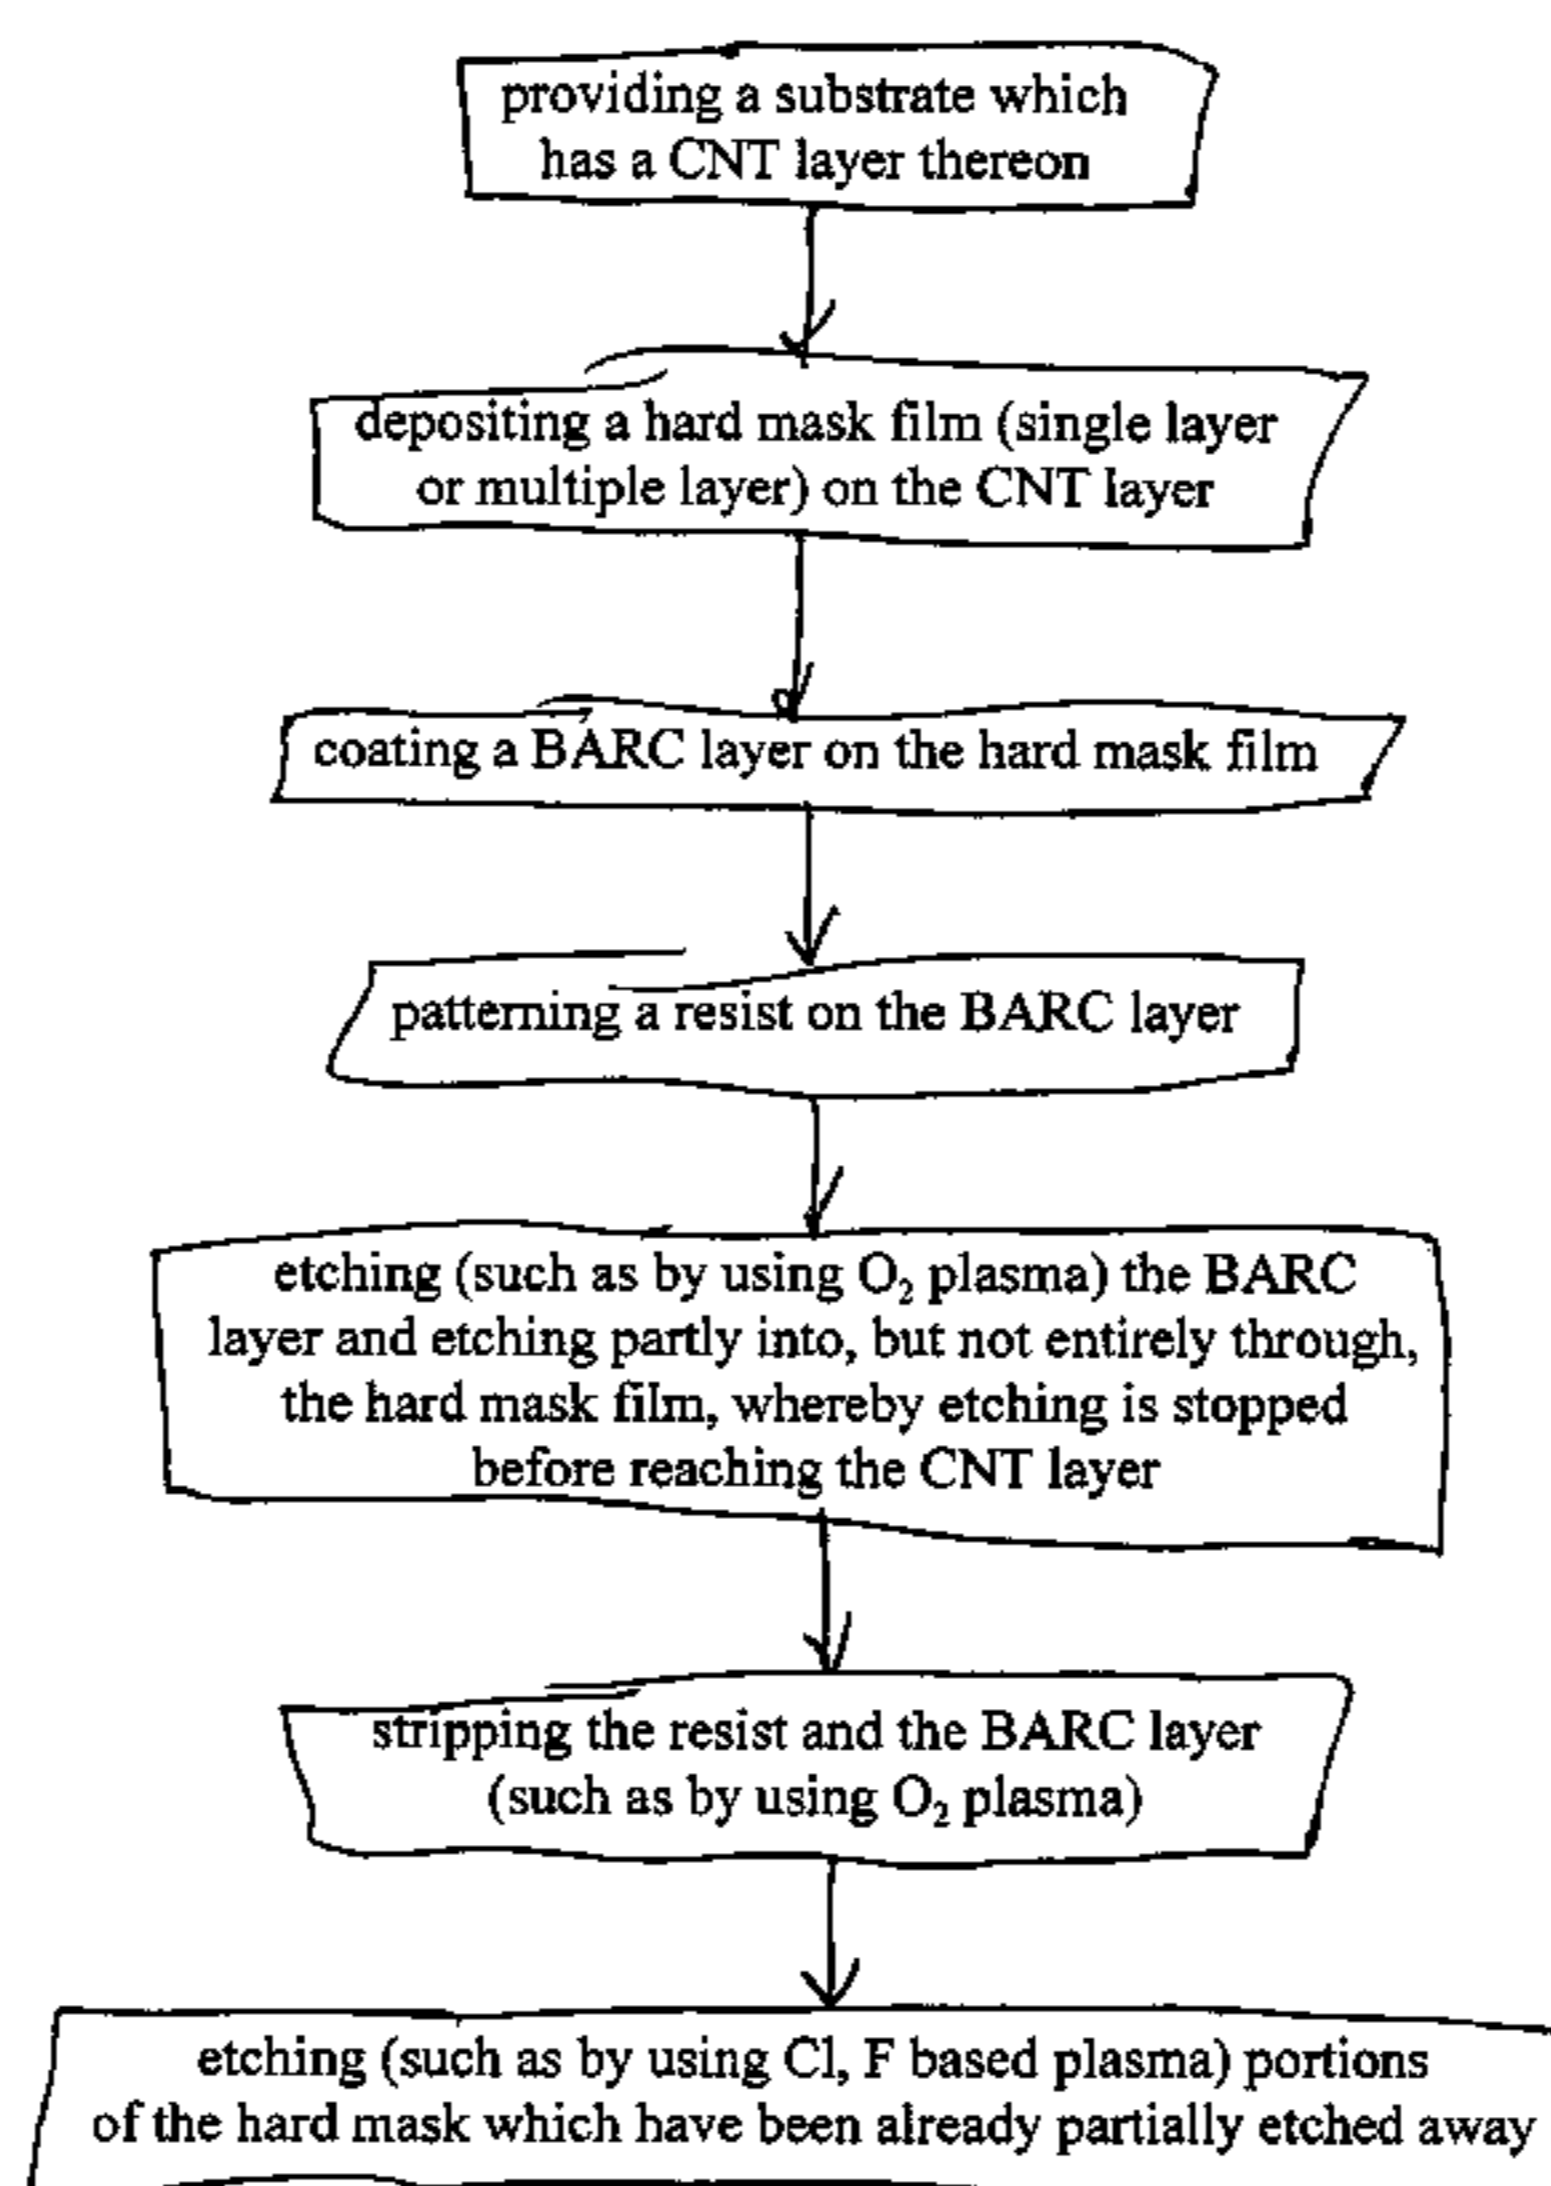 providing a substrate which
has a CNT layer thereon
depositing a hard mask film (single layer
or multiple layer) on the CNT layer
coating a BARC layer on the hard mask film
patterning a resist on the BARC layer
etching (such as by using O₂ plasma) the BARC
layer and etching partly into, but not entirely through,
the hard mask film, whereby etching is stopped
before reaching the CNT layer
stripping the resist and the BARC layer
(such as by using O₂ plasma)
etching (such as by using Cl, F based plasma) portions
of the hard mask which have been already partially etched away